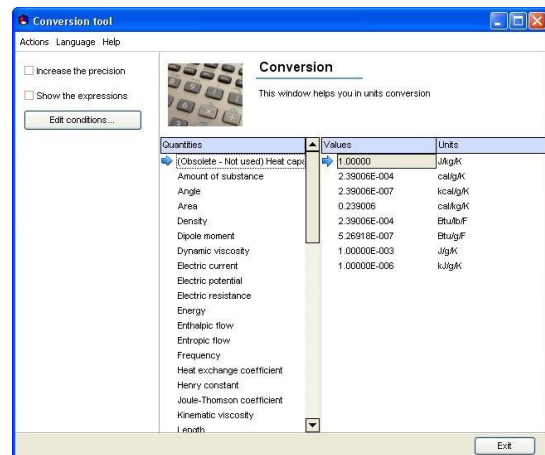 Conversion tool
Actions Language Help
Increase the precision
Show the expressions
Edit conditions...
Conversion
This window helps you in units conversion
Quantities
(Obsolete - Not used) Heat capa
Amount of substance
Angle
Area
Density
Dipole moment
Dynamic viscosity
Electric current
Electric potential
Electric resistance
Energy
Enthalpic flow
Entropic flow
Frequency
Heat exchange coefficient
Henry constant
Joule-Thomson coefficient
Kinematic viscosity
Length
Values Units
1.00000 J/kg/K
2.39006E-004 cal/g/K
2.39006E-007 kcal/g/K
0.239006 cal/kg/K
2.39006E-004 Btu/lb/F
5.26918E-007 Btu/g/F
1.00000E-003 J/g/K
1.00000E-006 kJ/g/K
Exit